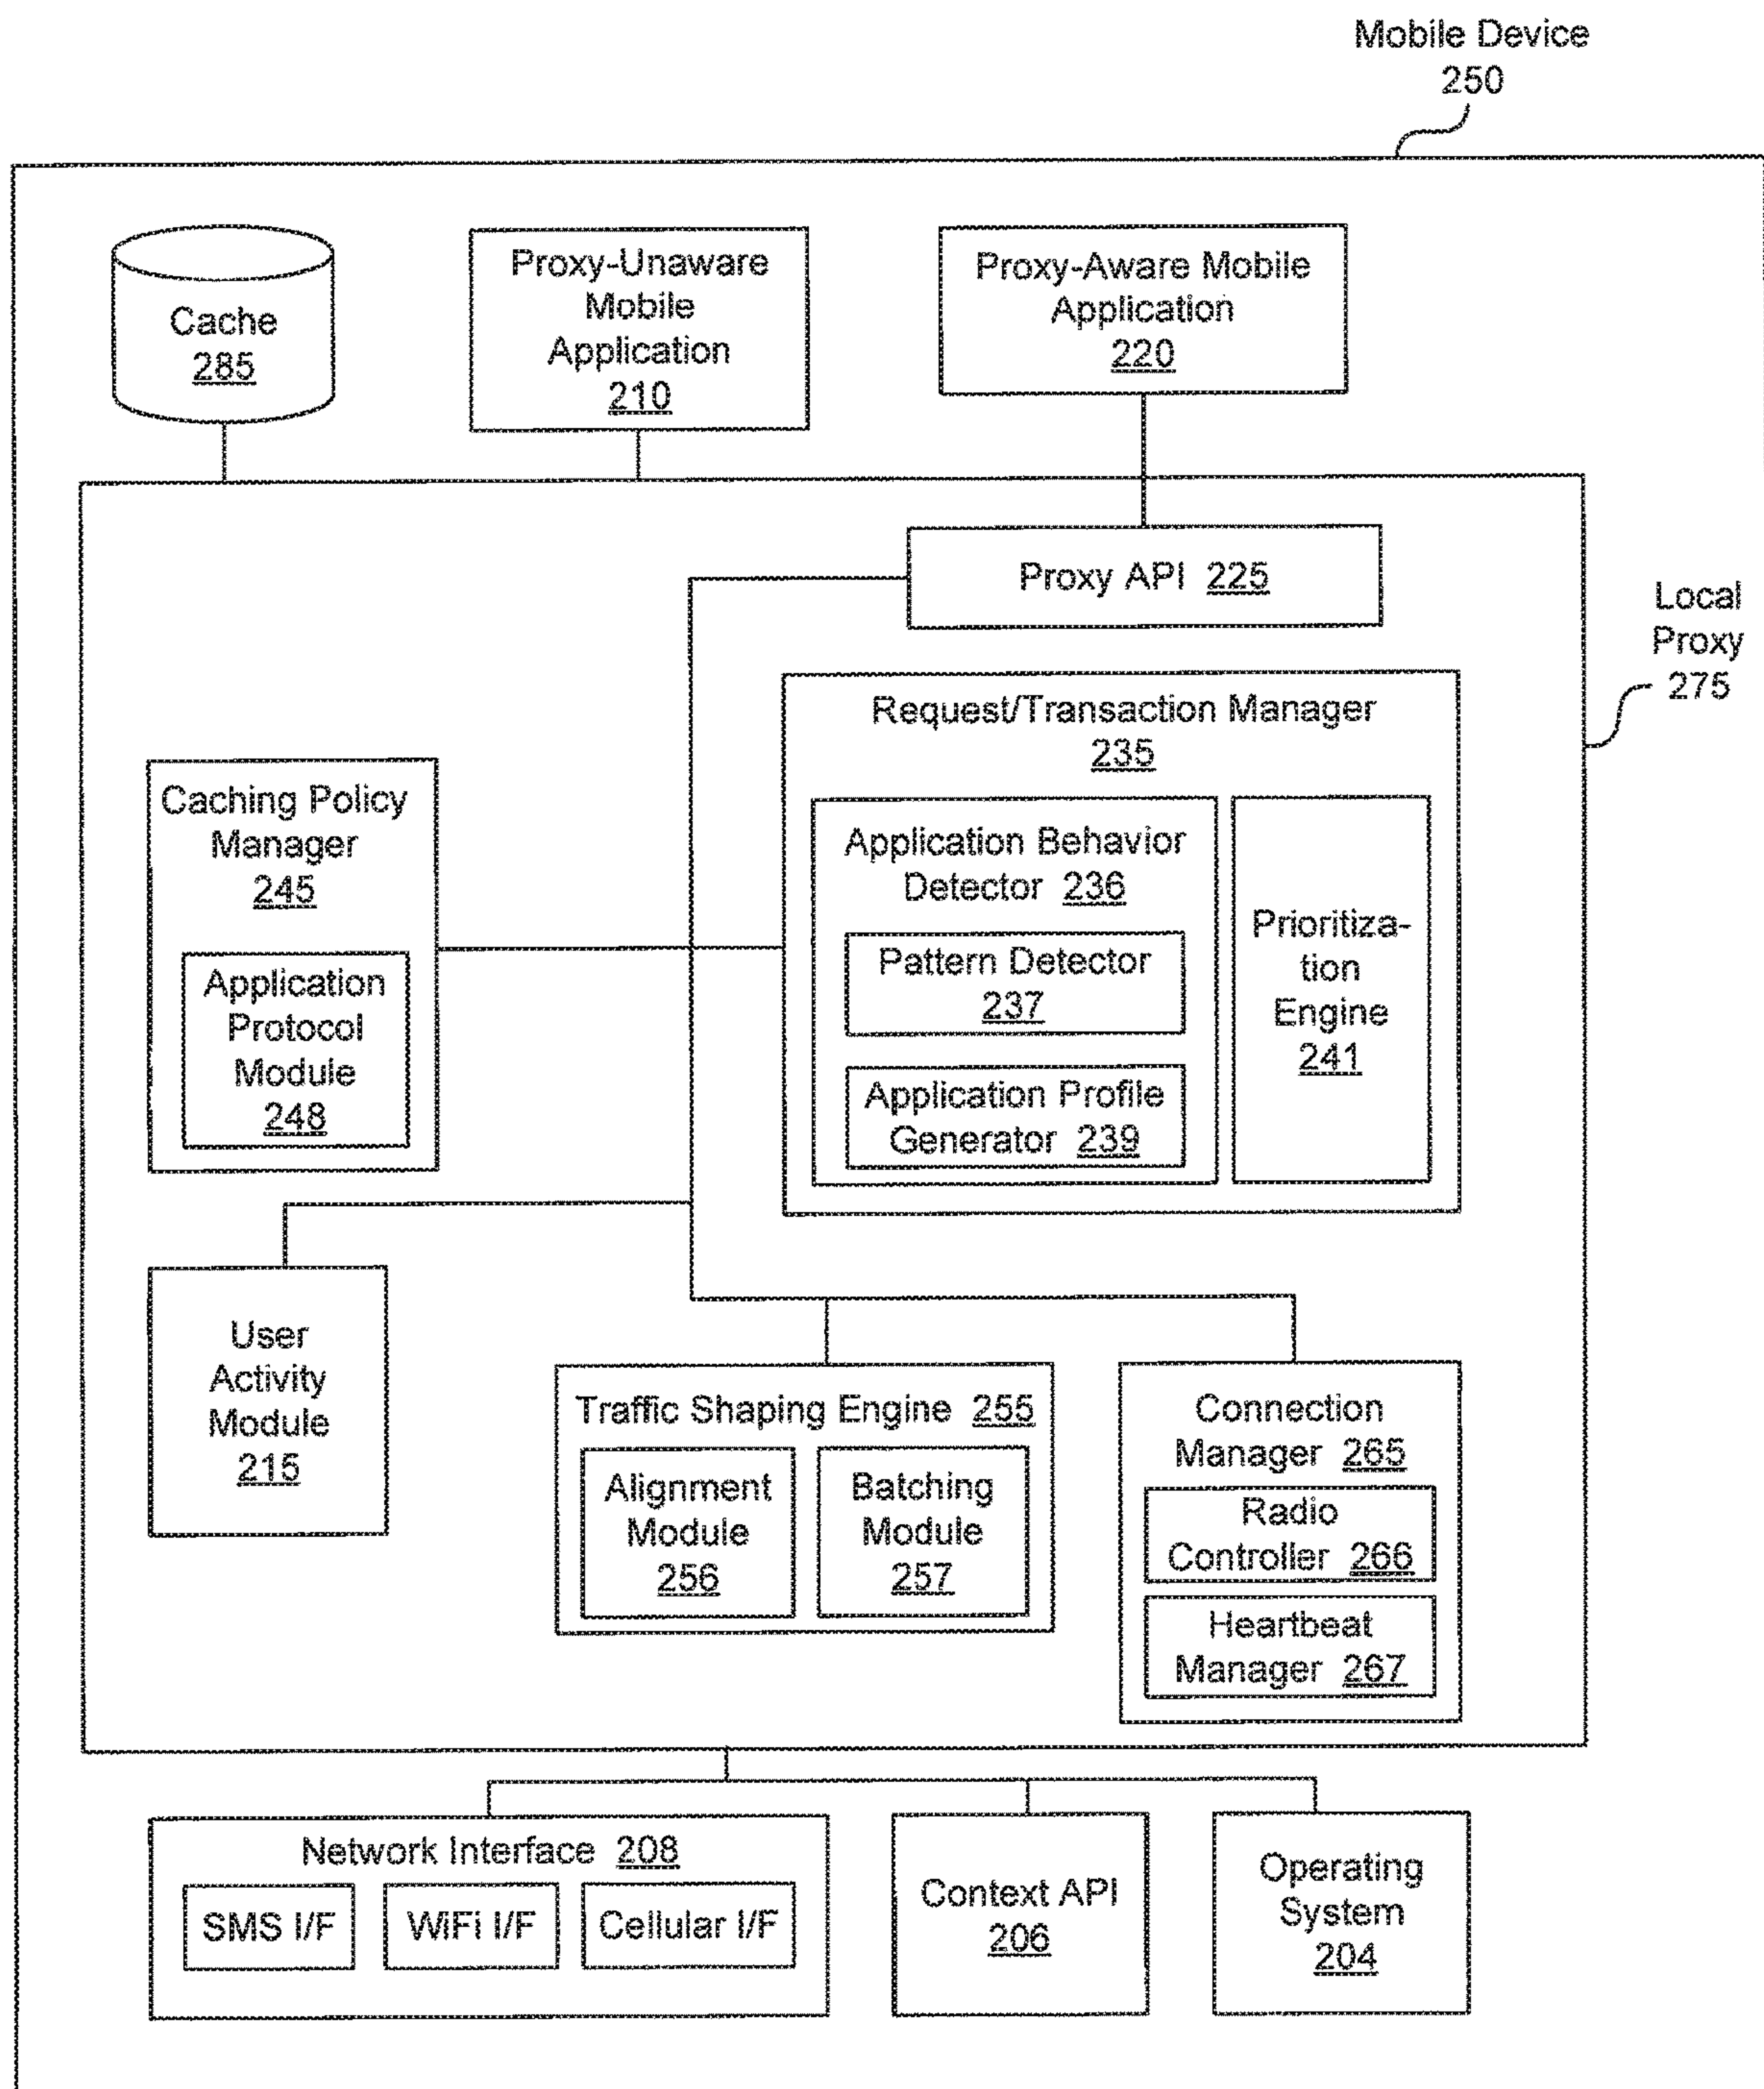 Mobile Device
250
Cache
285
Proxy-Unaware
Mobile
Application
210
Proxy-Aware Mobile
Application
220
Proxy API 225
Local
Proxy
275
Request/Transaction Manager
235
Caching Policy
Manager
245
Application
Protocol
Module
248
Application Behavior
Detector 236
Pattern Detector
237
Application Profile
Generator 239
Prioritiza-
tion
Engine
241
User
Activity
Module
215
Traffic Shaping Engine 255
Alignment
Module
256
Batching
Module
257
Connection
Manager 265
Radio
Controller 266
Heartbeat
Manager 267
Network Interface 208
SMS I/F
WiFi I/F
Cellular I/F
Context API
206
Operating
System
204